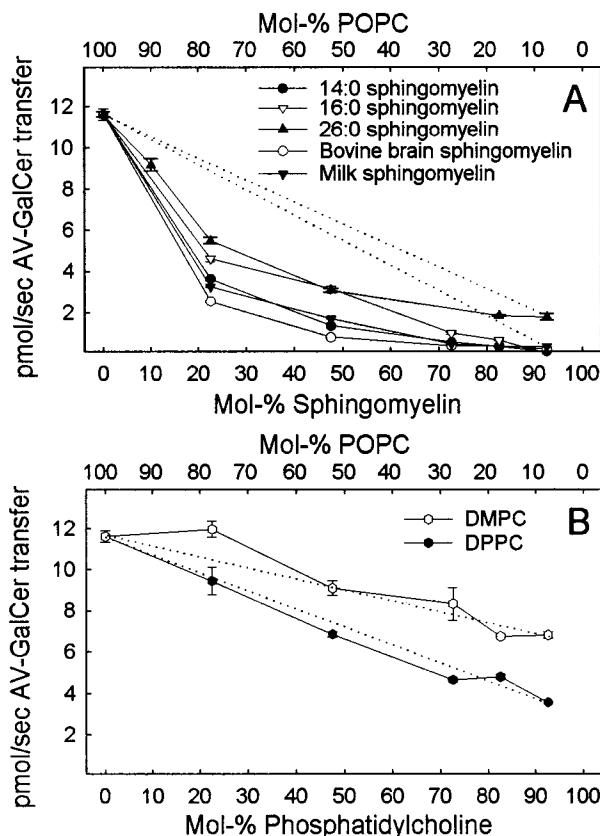 Mol-% POPC
100 90 80 70 60 50 40 30 20 10 0
A
14:0 sphingomyelin
16:0 sphingomyelin
26:0 sphingomyelin
Bovine brain sphingomyelin
Milk sphingomyelin
pmol/sec AV-GalCer transfer
12
10
8
6
4
2
0 10 20 30 40 50 60 70 80 90 100
Mol-% Sphingomyelin
Mol-% POPC
100 90 80 70 60 50 40 30 20 10 0
B
DMPC
DPPC
pmol/sec AV-GalCer transfer
12
10
8
6
4
2
0 10 20 30 40 50 60 70 80 90 100
Mol-% Phosphatidylcholine